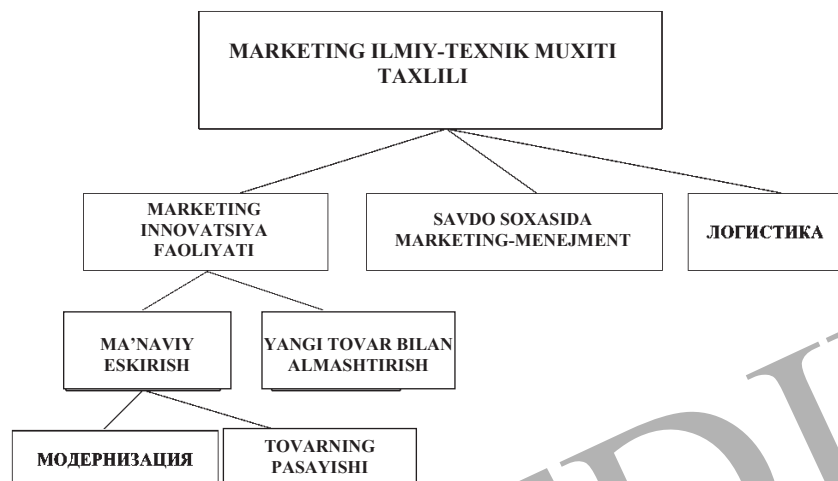 MARKETING ILMIY-TEXNIK MUXITI
TAXLILI
MARKETING
INNOVATSIYA
FAOLIYATI
SAVDO SOXASIDA
MARKETING-MENEJMENT
ЛОГИСТИКА
MA’NAVIY
ESKIRISH
YANGI TOVAR BILAN
ALMASHTIRISH
МОДЕРНИЗАЦИЯ
TOVARNING
PASAYISHI